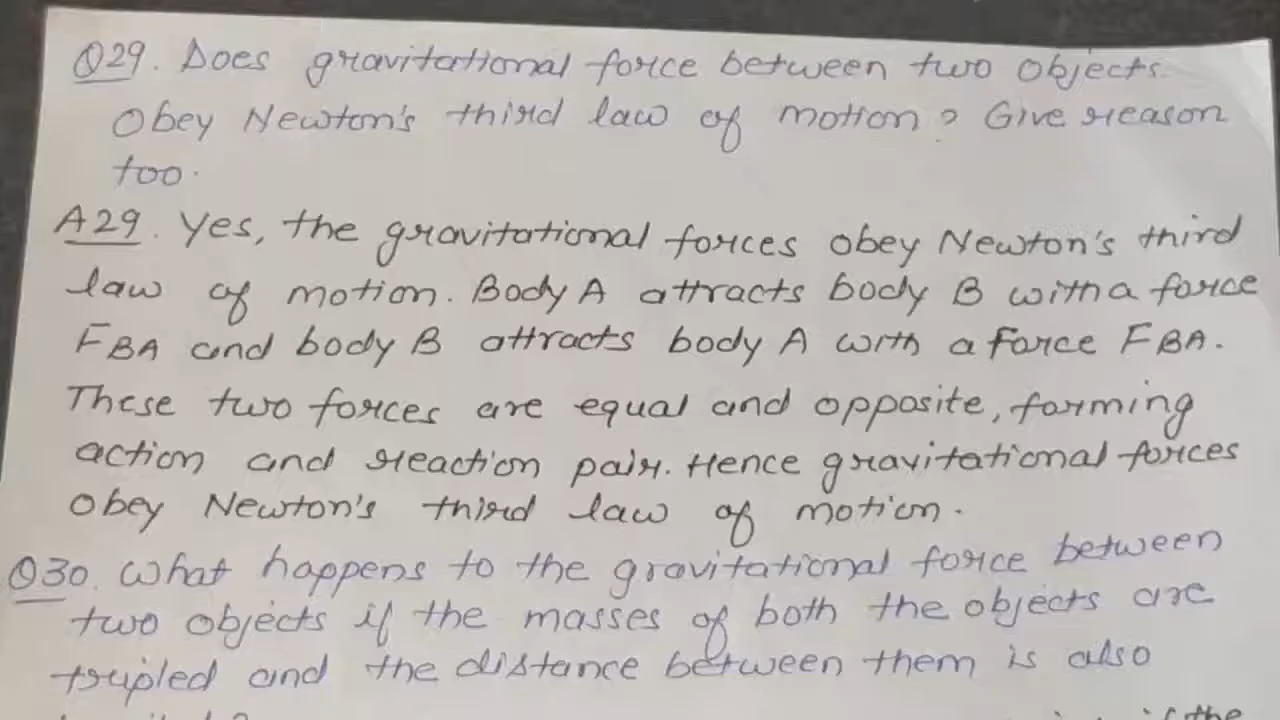 Q29. Does gravitational force between two objects
obey Newton's third law of motion? Give reason
too.
A29. Yes, the gravitational forces obey Newton's third
law of motion. Body A attracts body B with a force
FBA and body B attracts body A with a force FBA.
These two forces are equal and opposite, forming
action and reaction pair. Hence gravitational forces
obey Newton's third law of motion.
Q30. What happens to the gravitational force between
two objects if the masses of both the objects are
tripled and the distance between them is also
the